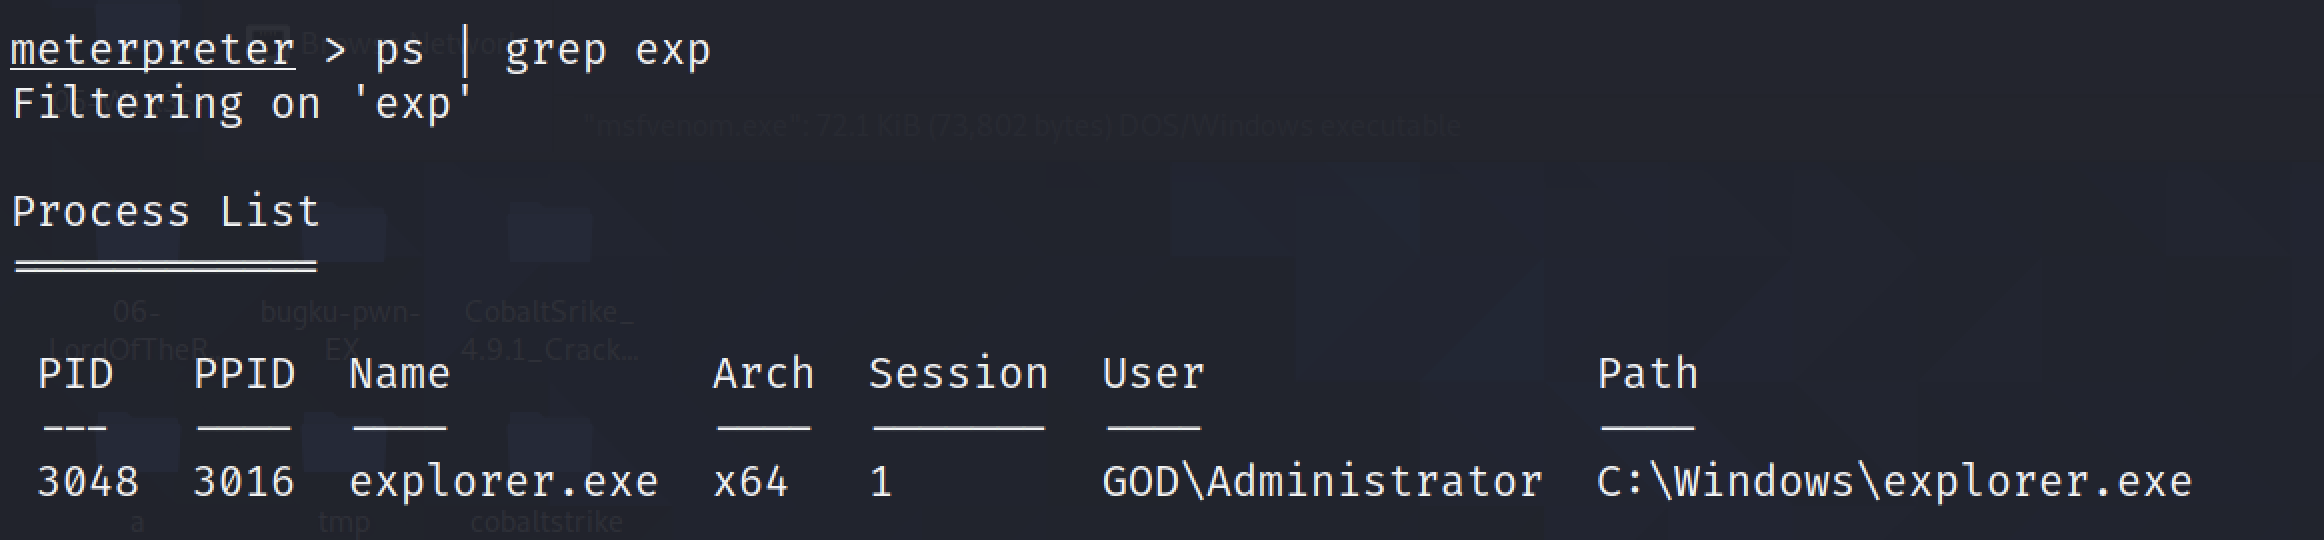 meterpreter > ps | grep exp
Filtering on 'exp'
"msfvenom.exe": 72.1 KiB (73,802 bytes) DOS/Windows executable
Process List
============
06- bugku-pwn- CobaltSrike_
LordOfTheR EX 4.9.1_Crack...
PID PPID Name Arch Session User Path
--- ---- ---- ---- ------- ---- ----
3048 3016 explorer.exe x64 1 GOD\Administrator C:\Windows\explorer.exe
a tmp cobaltstrike